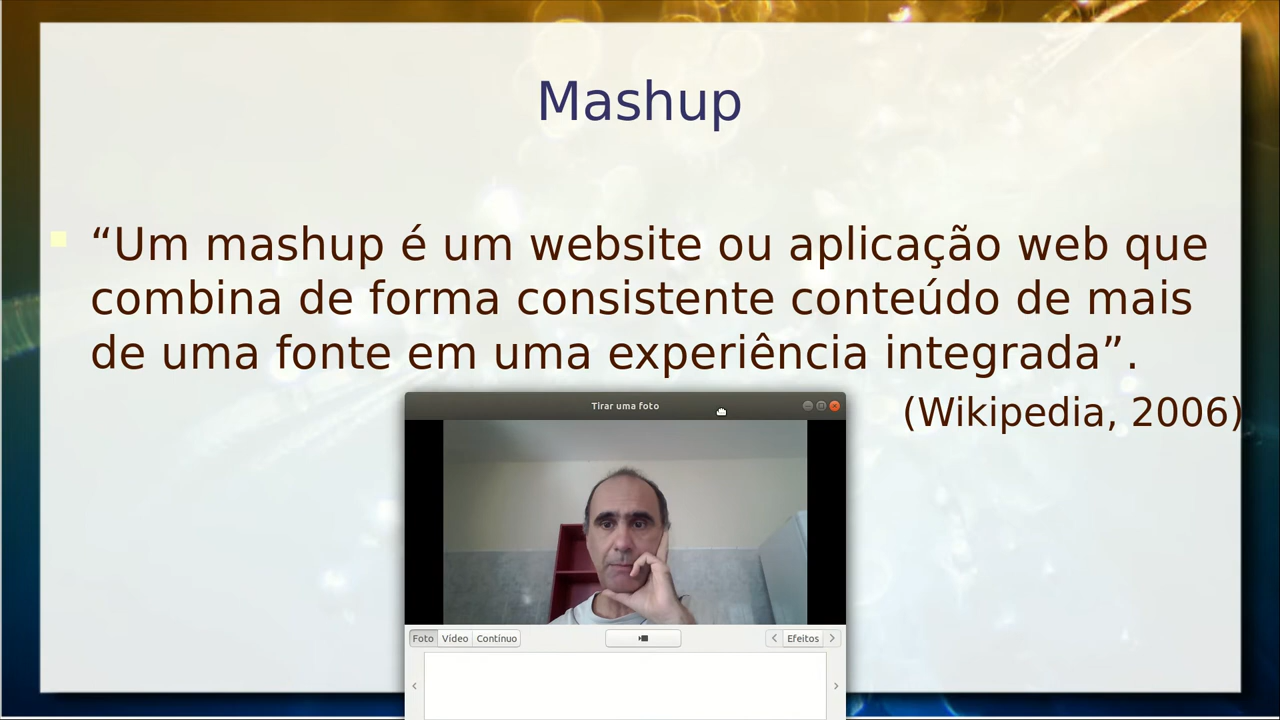 Mashup
“Um mashup é um website ou aplicação web que
combina de forma consistente conteúdo de mais
de uma fonte em uma experiência integrada”.
(Wikipedia, 2006)
Tirar uma foto
Foto Vídeo Contínuo Efeitos